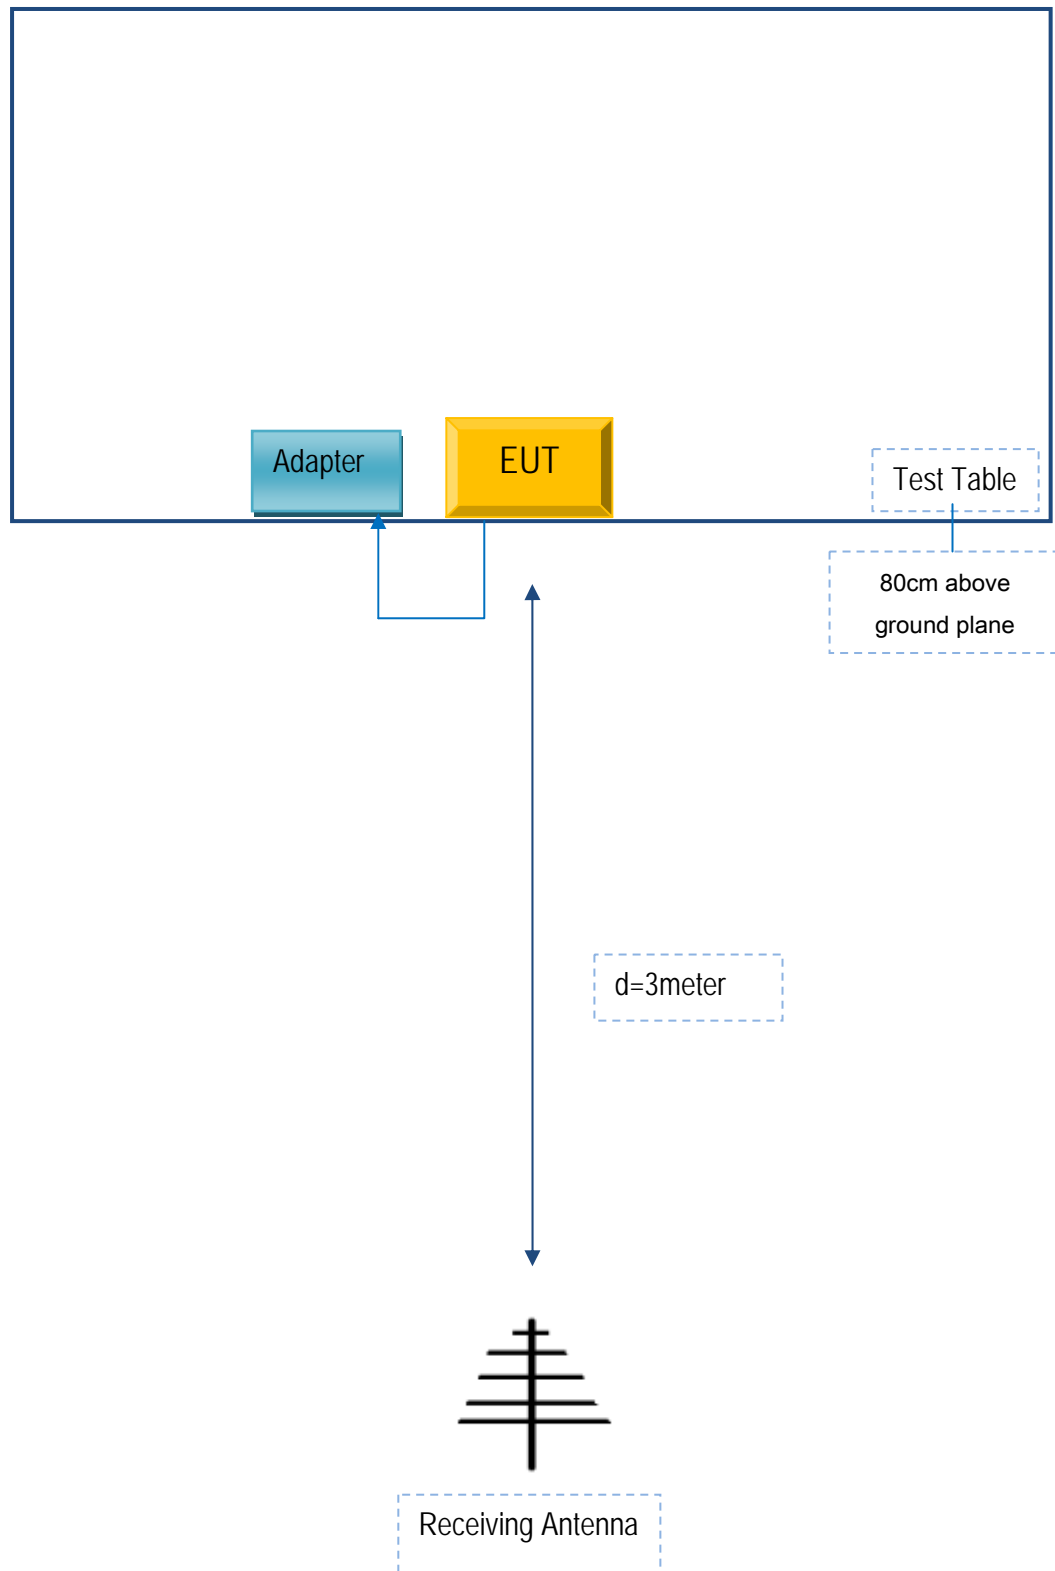 Adapter
EUT
Test Table
80cm above
ground plane
d=3meter
Receiving Antenna